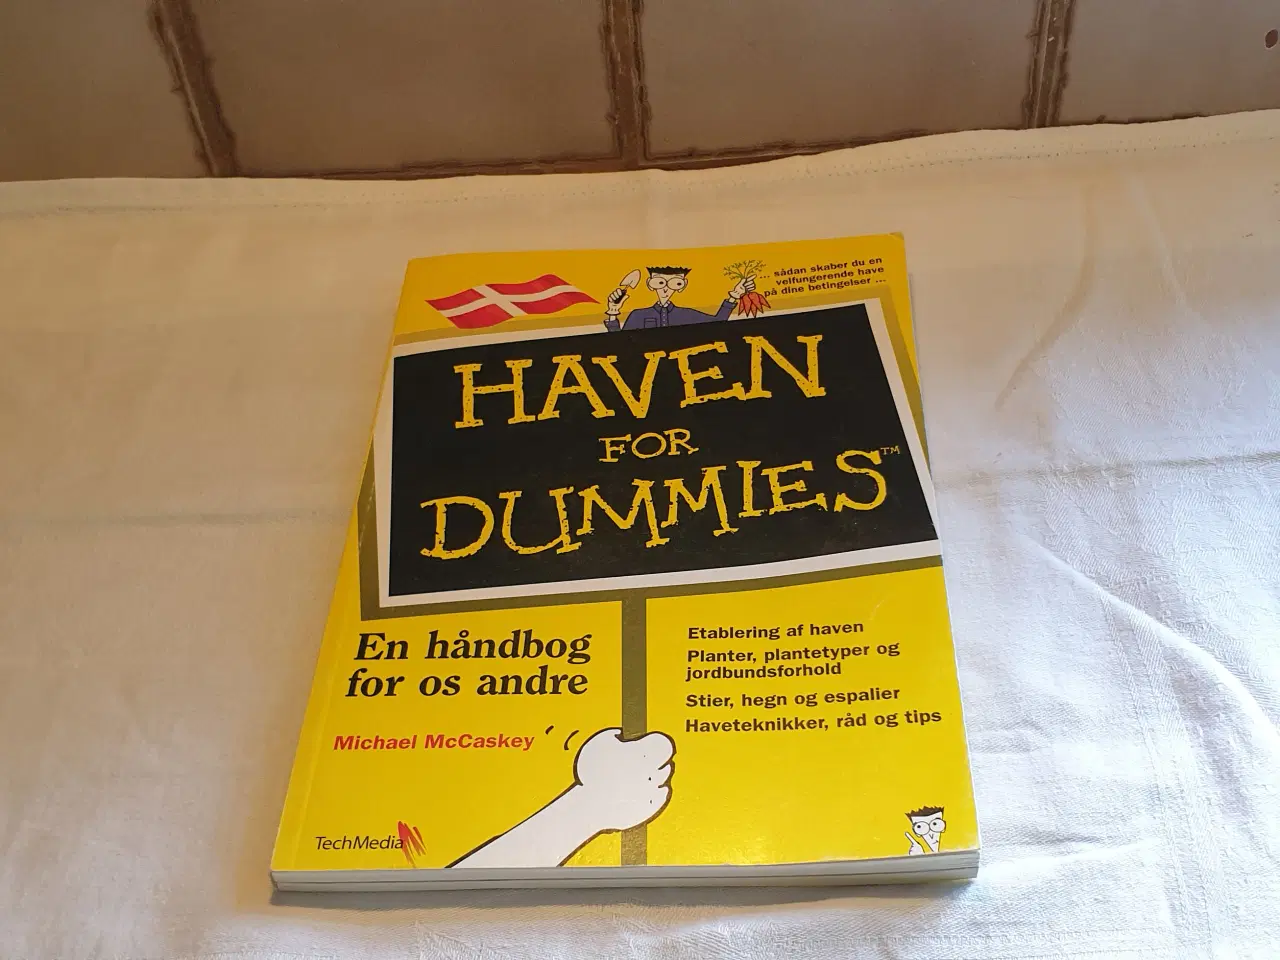 ... sådan skaber du en
velfungerende have
på dine betingelser ...
HAVEN
FOR
DUMMIES™
En håndbog
for os andre
Michael McCaskey
Etablering af haven
Planter, plantetyper og
jordbundsforhold
Stier, hegn og espalier
Haveteknikker, råd og tips
TechMedia